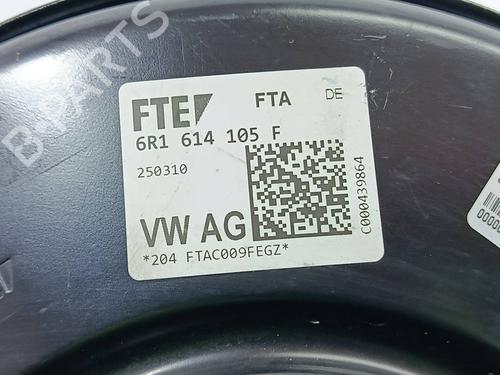 B-PARTS
FTE FTA DE
6R1 614 105 F
250310
VW AG
C000439864
*204 FTAC009FEGZ*